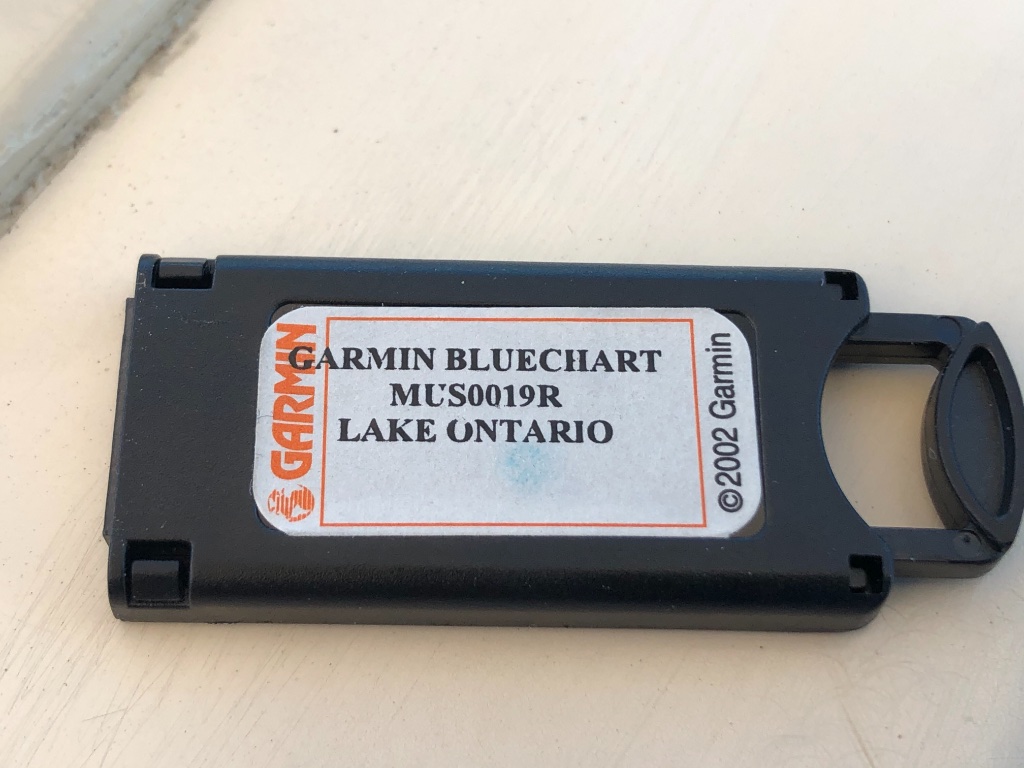 GARMIN
GARMIN BLUECHART
MUS0019R
LAKE ONTARIO
©2002 Garmin